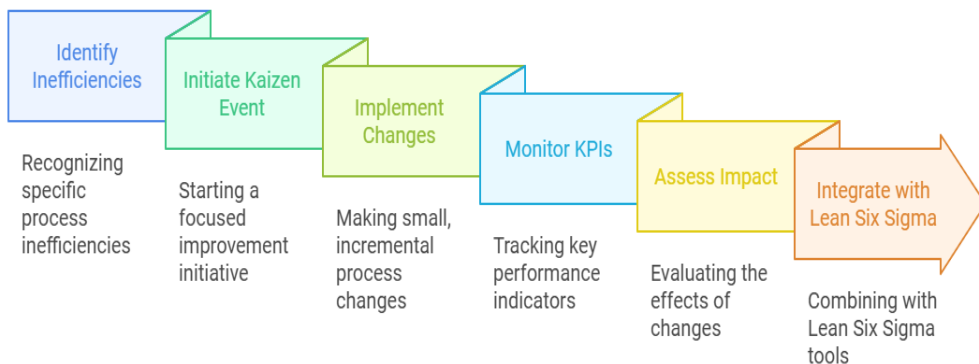 Identify
Inefficiencies
Recognizing
specific
process
inefficiencies
Initiate Kaizen
Event
Starting a
focused
improvement
initiative
Implement
Changes
Making small,
incremental
process
changes
Monitor KPIs
Tracking key
performance
indicators
Assess Impact
Evaluating the
effects of
changes
Integrate with
Lean Six Sigma
Combining with
Lean Six Sigma
tools